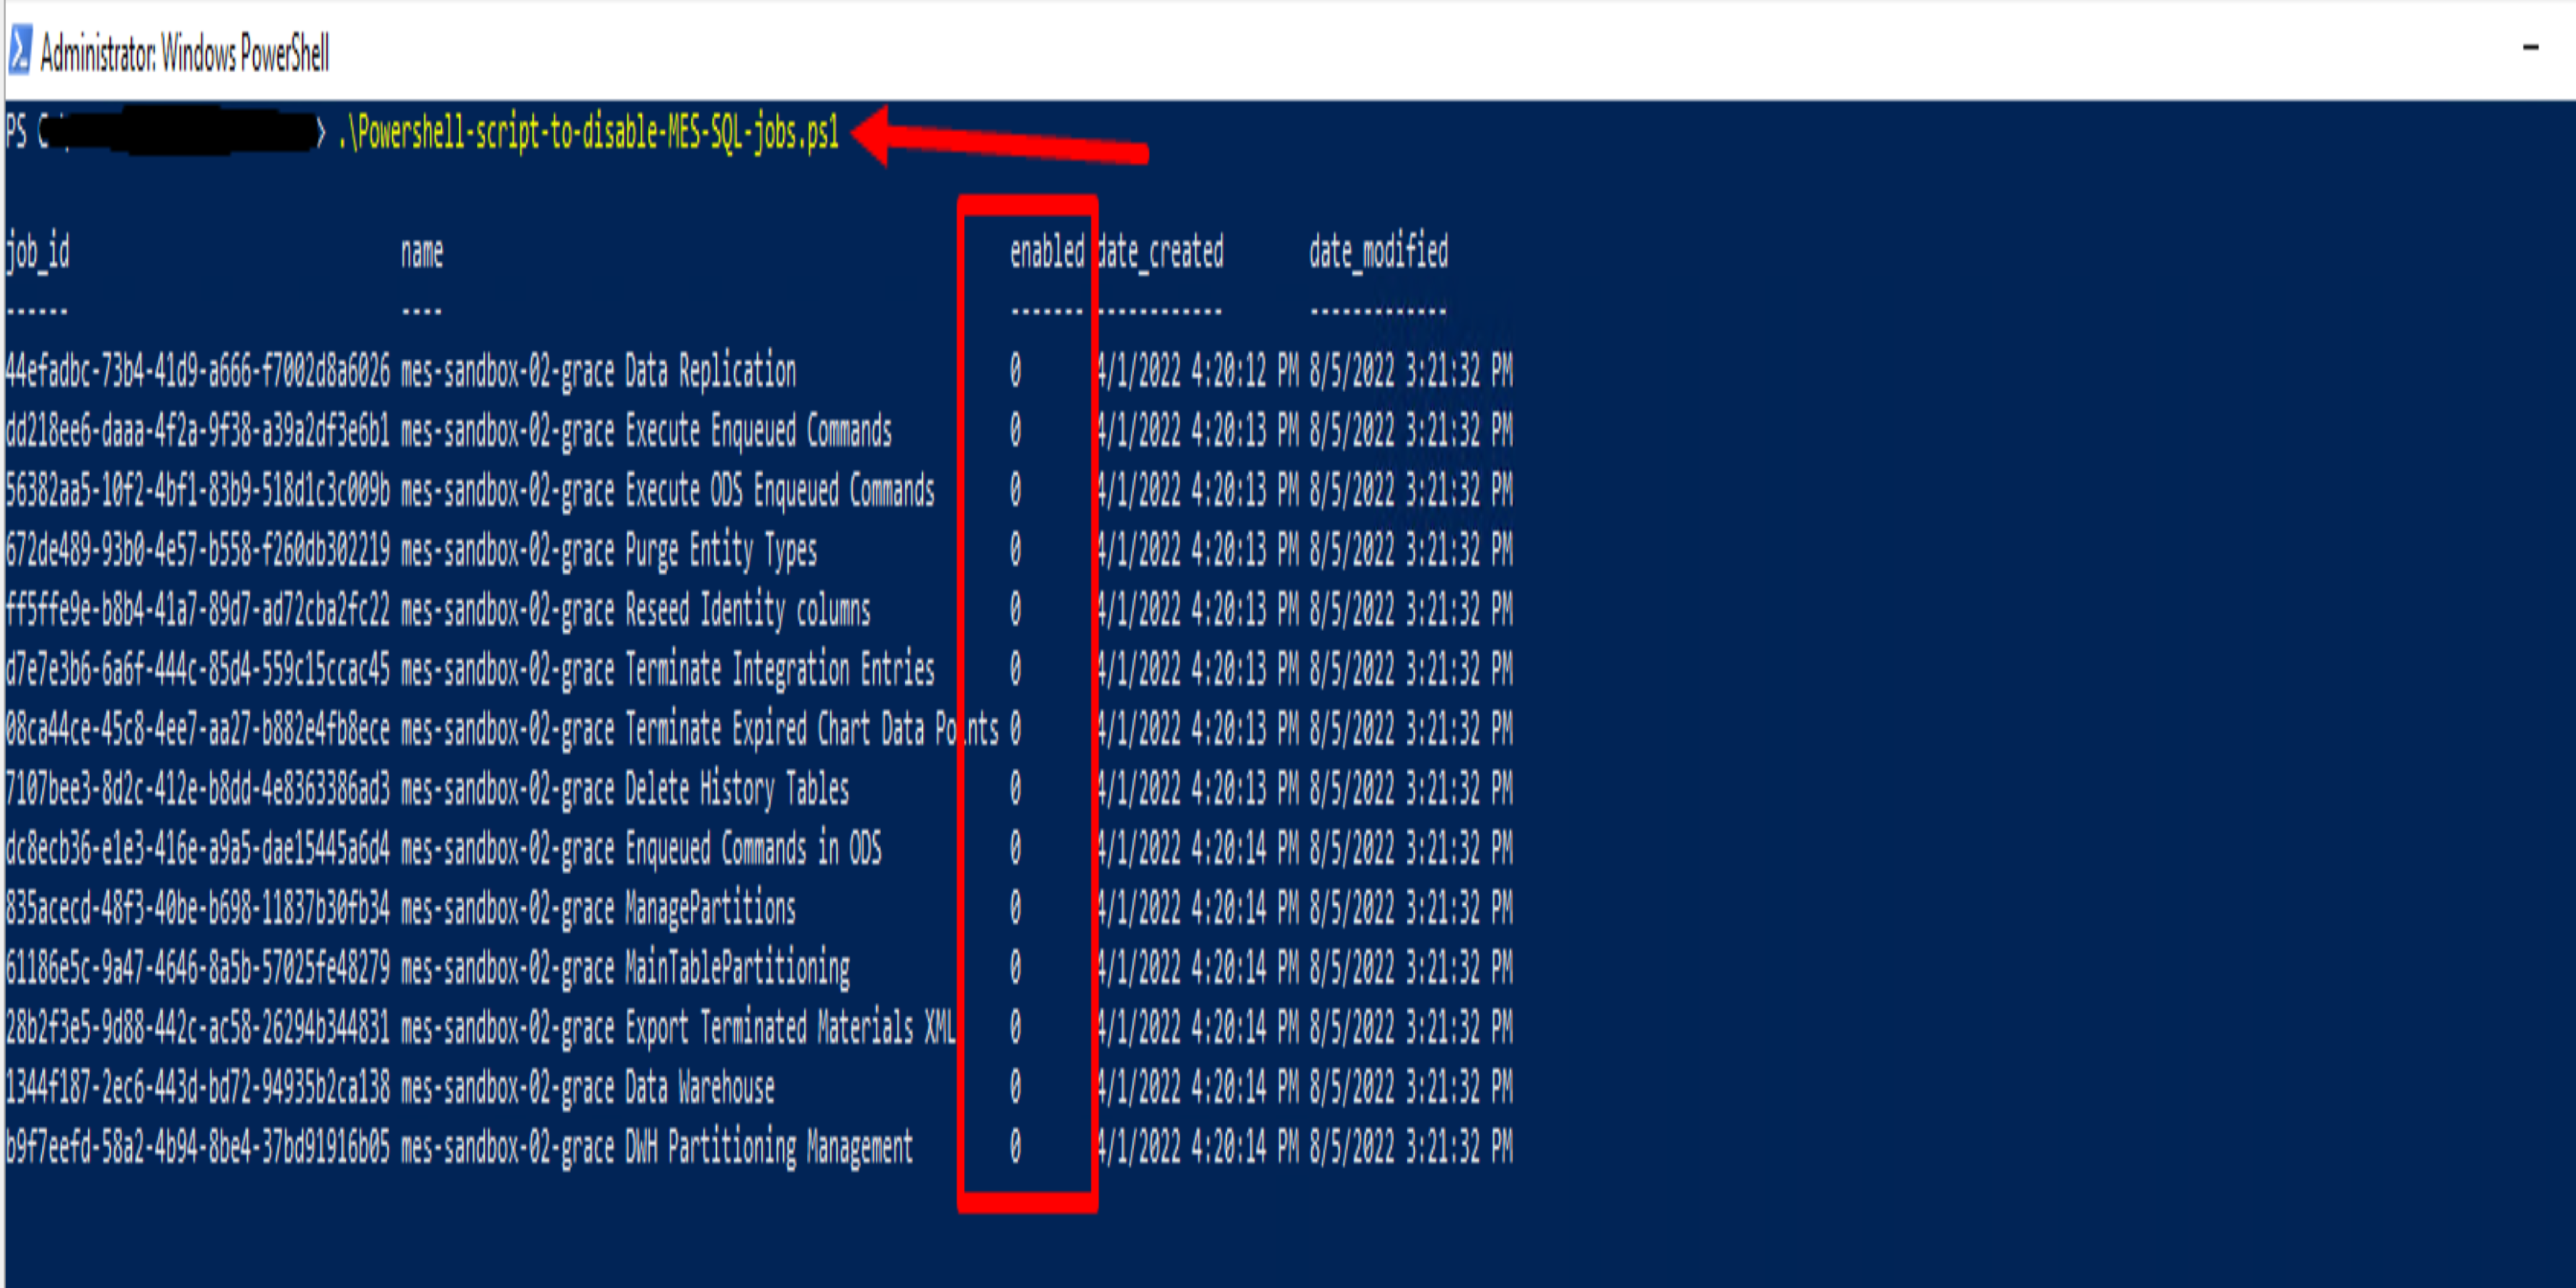 Administrator: Windows PowerShell
PS C > .\Powershell-script-to-disable-MES-SQL-jobs.ps1
job_id name enabled date_created date_modified
------ ---- ------- ------------ -------------
44efadbc-73b4-41d9-a666-f7002d8a6026 mes-sandbox-02-grace Data Replication 0 4/1/2022 4:20:12 PM 8/5/2022 3:21:32 PM
dd218ee6-daaa-4f2a-9f38-a39a2df3e6b1 mes-sandbox-02-grace Execute Enqueued Commands 0 4/1/2022 4:20:13 PM 8/5/2022 3:21:32 PM
56382aa5-10f2-4bf1-83b9-518d1c3c009b mes-sandbox-02-grace Execute ODS Enqueued Commands 0 4/1/2022 4:20:13 PM 8/5/2022 3:21:32 PM
672de489-93b0-4e57-b558-f260db302219 mes-sandbox-02-grace Purge Entity Types 0 4/1/2022 4:20:13 PM 8/5/2022 3:21:32 PM
ff5ffe9e-b8b4-41a7-89d7-ad72cba2fc22 mes-sandbox-02-grace Reseed Identity columns 0 4/1/2022 4:20:13 PM 8/5/2022 3:21:32 PM
d7e7e3b6-6a6f-444c-85d4-559c15ccac45 mes-sandbox-02-grace Terminate Integration Entries 0 4/1/2022 4:20:13 PM 8/5/2022 3:21:32 PM
08ca44ce-45c8-4ee7-aa27-b882e4fb8ece mes-sandbox-02-grace Terminate Expired Chart Data Points 0 4/1/2022 4:20:13 PM 8/5/2022 3:21:32 PM
7107bee3-8d2c-412e-b8dd-4e8363386ad3 mes-sandbox-02-grace Delete History Tables 0 4/1/2022 4:20:13 PM 8/5/2022 3:21:32 PM
dc8ecb36-e1e3-416e-a9a5-dae15445a6d4 mes-sandbox-02-grace Enqueued Commands in ODS 0 4/1/2022 4:20:14 PM 8/5/2022 3:21:32 PM
835acecd-48f3-40be-b698-11837b30fb34 mes-sandbox-02-grace ManagePartitions 0 4/1/2022 4:20:14 PM 8/5/2022 3:21:32 PM
61186e5c-9a47-4646-8a5b-57025fe48279 mes-sandbox-02-grace MainTablePartitioning 0 4/1/2022 4:20:14 PM 8/5/2022 3:21:32 PM
28b2f3e5-9d88-442c-ac58-26294b344831 mes-sandbox-02-grace Export Terminated Materials XML 0 4/1/2022 4:20:14 PM 8/5/2022 3:21:32 PM
1344f187-2ec6-443d-bd72-94935b2ca138 mes-sandbox-02-grace Data Warehouse 0 4/1/2022 4:20:14 PM 8/5/2022 3:21:32 PM
b9f7eefd-58a2-4b94-8be4-37bd91916b05 mes-sandbox-02-grace DWH Partitioning Management 0 4/1/2022 4:20:14 PM 8/5/2022 3:21:32 PM